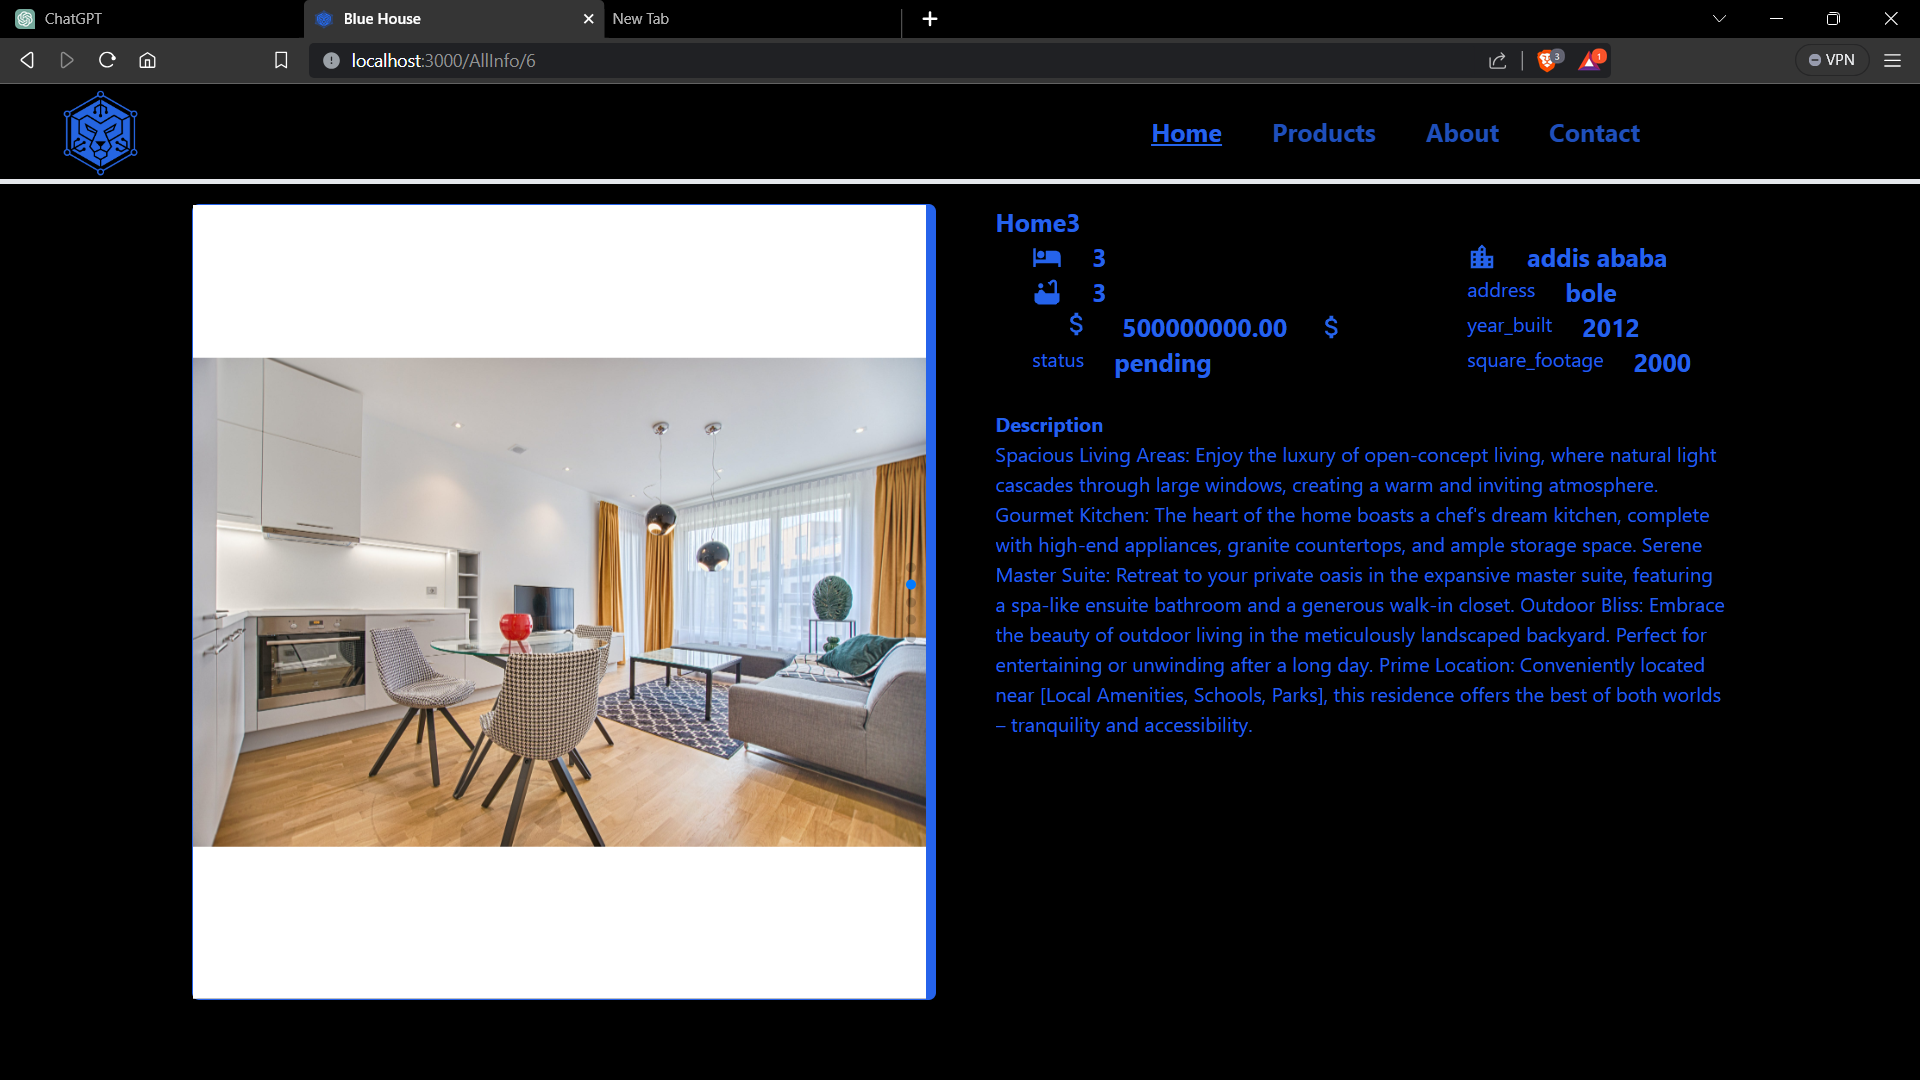 ChatGPT
Blue House
New Tab
localhost:3000/AllInfo/6
3
1
VPN
Home Products About Contact
Home3
3
addis ababa
3
address bole
$ 500000000.00 $
year_built 2012
status pending
square_footage 2000
Description
Spacious Living Areas: Enjoy the luxury of open-concept living, where natural light
cascades through large windows, creating a warm and inviting atmosphere.
Gourmet Kitchen: The heart of the home boasts a chef's dream kitchen, complete
with high-end appliances, granite countertops, and ample storage space. Serene
Master Suite: Retreat to your private oasis in the expansive master suite, featuring
a spa-like ensuite bathroom and a generous walk-in closet. Outdoor Bliss: Embrace
the beauty of outdoor living in the meticulously landscaped backyard. Perfect for
entertaining or unwinding after a long day. Prime Location: Conveniently located
near [Local Amenities, Schools, Parks], this residence offers the best of both worlds
– tranquility and accessibility.